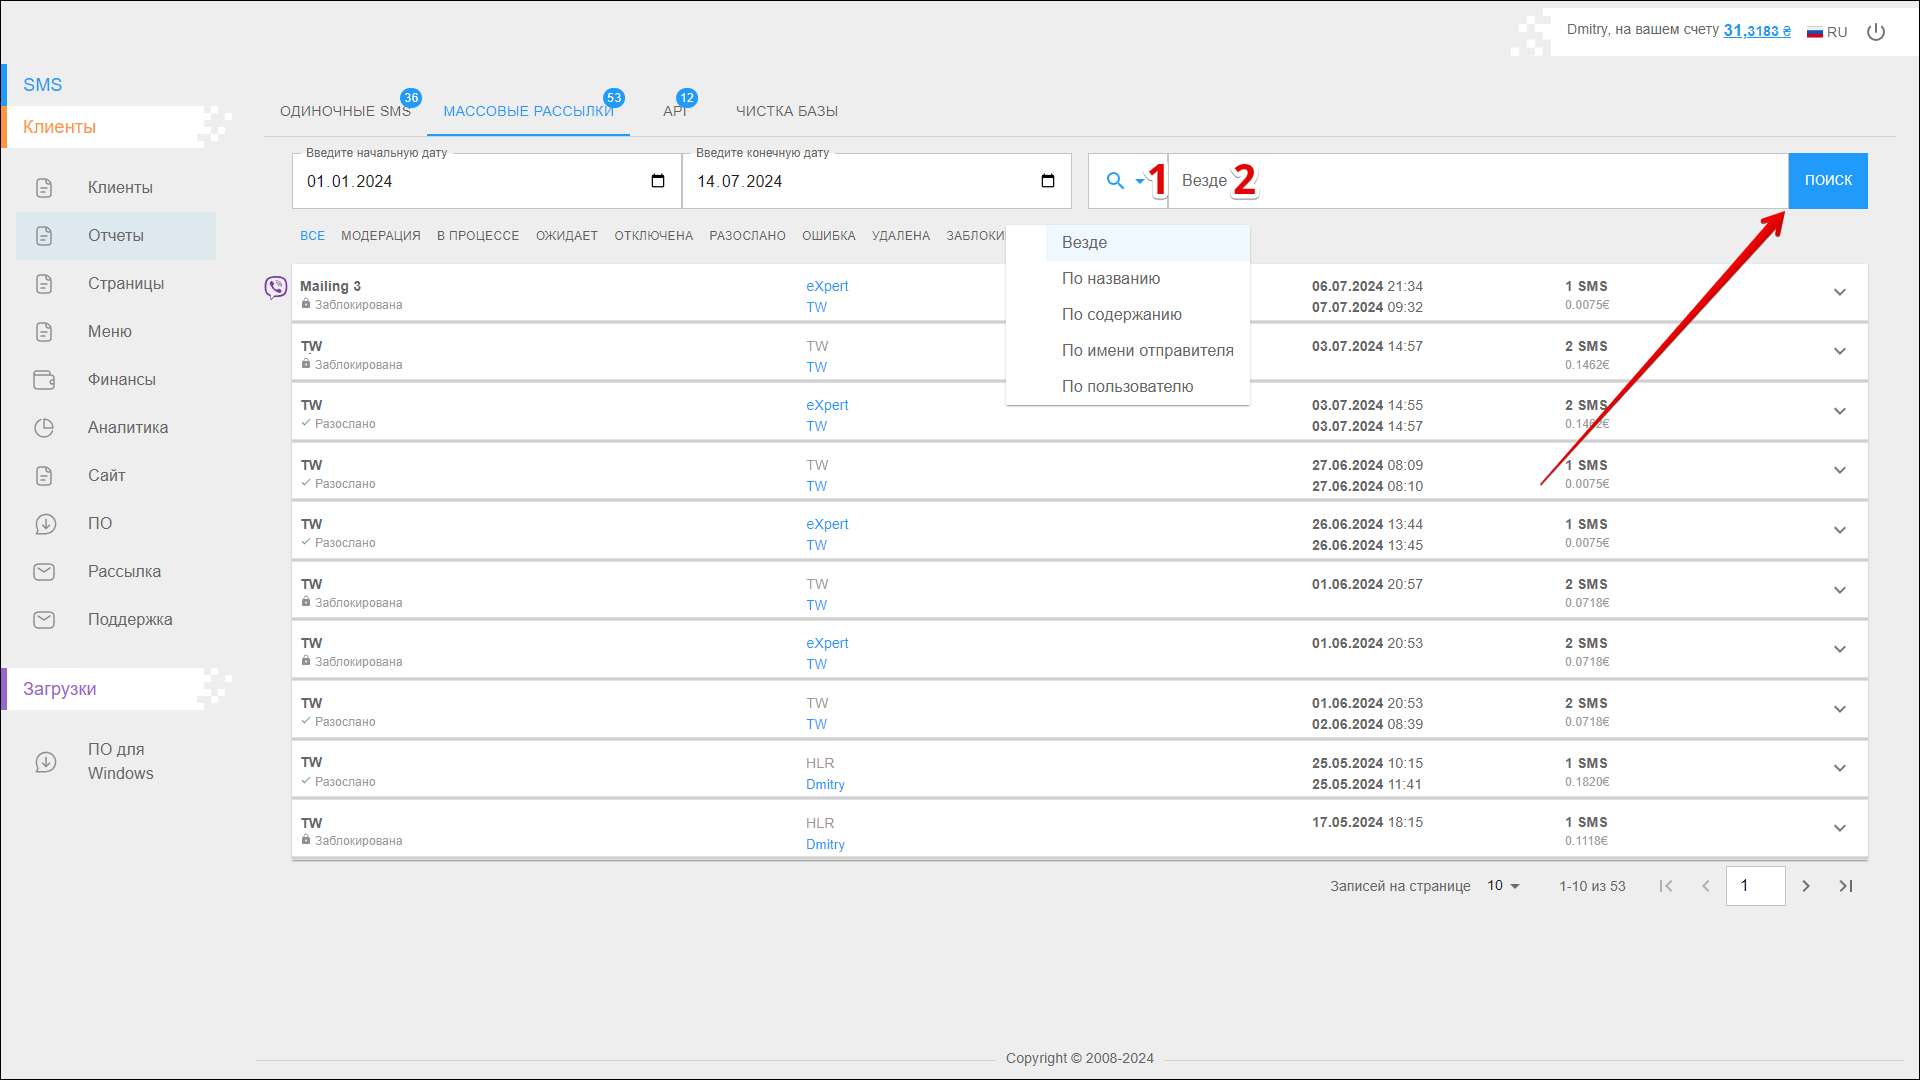 Dmitry, на вашем счету 31,3183 ₴ RU
SMS
Клиенты
Клиенты
Отчеты
Страницы
Меню
Финансы
Аналитика
Сайт
ПО
Рассылка
Поддержка
Загрузки
ПО для
Windows
ОДИНОЧНЫЕ SMS 36
МАССОВЫЕ РАССЫЛКИ 53
API 12
ЧИСТКА БАЗЫ
Введите начальную дату
01.01.2024
Введите конечную дату
14.07.2024
1
Везде 2
ПОИСК
ВСЕ МОДЕРАЦИЯ В ПРОЦЕССЕ ОЖИДАЕТ ОТКЛЮЧЕНА РАЗОСЛАНО ОШИБКА УДАЛЕНА ЗАБЛОКИ
Везде
По названию
По содержанию
По имени отправителя
По пользователю
Mailing 3 eXpert 06.07.2024 21:34 1 SMS
Заблокирована TW 07.07.2024 09:32 0.0075€
TW TW 03.07.2024 14:57 2 SMS
Заблокирована TW 0.1462€
TW eXpert 03.07.2024 14:55 2 SMS
Разослано TW 03.07.2024 14:57 0.1462€
TW TW 27.06.2024 08:09 1 SMS
Разослано TW 27.06.2024 08:10 0.0075€
TW eXpert 26.06.2024 13:44 1 SMS
Разослано TW 26.06.2024 13:45 0.0075€
TW TW 01.06.2024 20:57 2 SMS
Заблокирована TW 0.0718€
TW eXpert 01.06.2024 20:53 2 SMS
Заблокирована TW 0.0718€
TW TW 01.06.2024 20:53 2 SMS
Разослано TW 02.06.2024 08:39 0.0718€
TW HLR 25.05.2024 10:15 1 SMS
Разослано Dmitry 25.05.2024 11:41 0.1820€
TW HLR 17.05.2024 18:15 1 SMS
Заблокирована Dmitry 0.1118€
Записей на странице 10 1-10 из 53 1
Copyright © 2008-2024